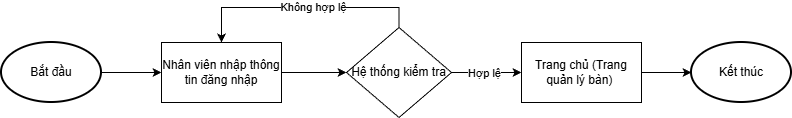 Không hợp lệ
Bắt đầu
Nhân viên nhập thông
tin đăng nhập
Hệ thống kiểm tra
Hợp lệ
Trang chủ (Trang
quản lý bàn)
Kết thúc